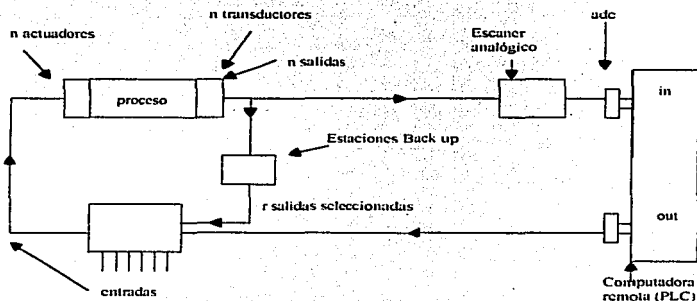 n transductores
adc
n actuadores
Escaner
analógico
n salidas
proceso
in
Estaciones Back up
r salidas seleccionadas
out
entradas
Computadora
remota (PLC)